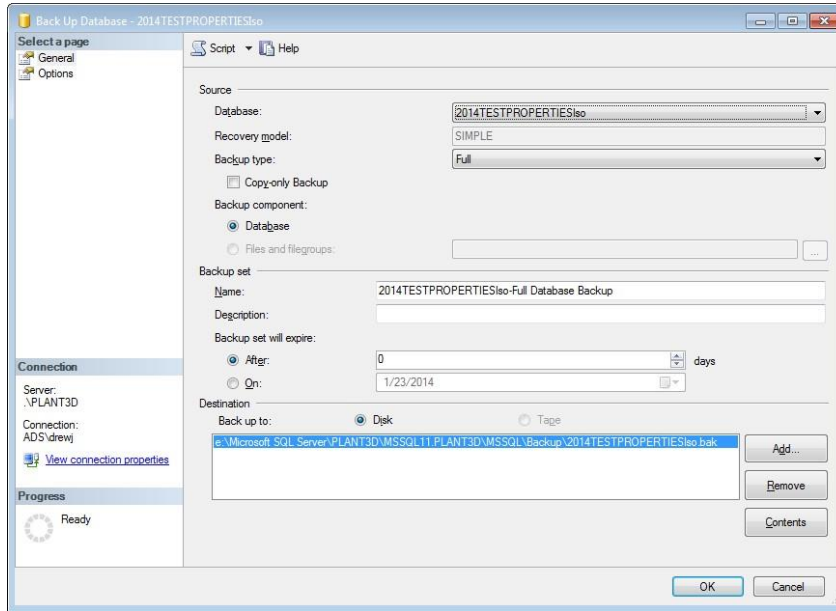 Back Up Database - 2014TESTPROPERTIESIso
Select a page
General
Options
Script
Help
Source
Database:
2014TESTPROPERTIESIso
Recovery model:
SIMPLE
Backup type:
Full
Copy-only Backup
Backup component:
Database
Files and filegroups:
...
Backup set
Name:
2014TESTPROPERTIESIso-Full Database Backup
Description:
Backup set will expire:
After:
0
days
On:
1/23/2014
Destination
Back up to:
Disk
Tape
e:\Microsoft SQL Server\PLANT3D\MSSQL11.PLANT3D\MSSQL\Backup\2014TESTPROPERTIESIso.bak
Add...
Remove
Contents
Connection
Server:
.\PLANT3D
Connection:
ADS\drewj
View connection properties
Progress
Ready
OK
Cancel